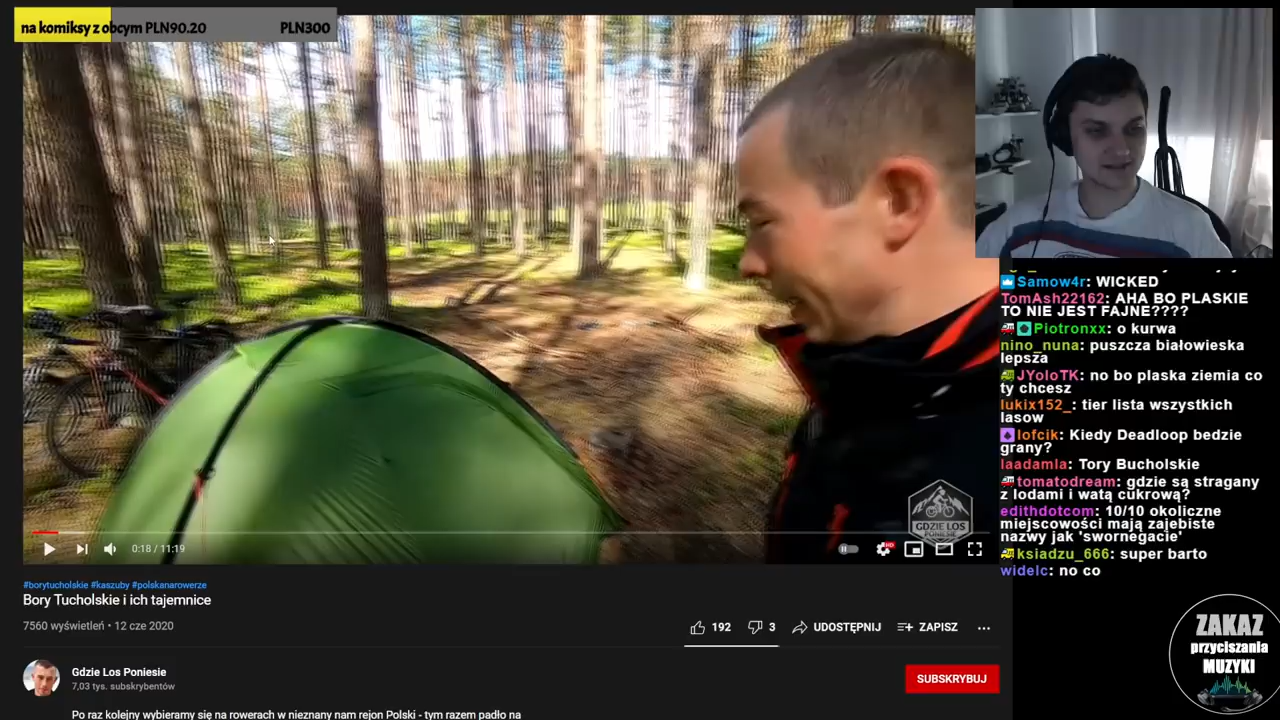 na komiksy z obcym PLN90.20 PLN300
Samow4r: WICKED
TomAsh22162: AHA BO PLASKIE
TO NIE JEST FAJNE????
Piotronxx: o kurwa
nino_nuna: puszcza białowieska
lepsza
JYoloTK: no bo plaska ziemia co
ty chcesz
lukix152_: tier lista wszystkich
lasow
lofcik: Kiedy Deadloop bedzie
grany?
laadamla: Tory Bucholskie
tomatodream: gdzie są stragany
z lodami i watą cukrową?
edithdotcom: 10/10 okoliczne
miejscowości mają zajebiste
nazwy jak 'swornegacie'
ksiadzu_666: super barto
widelc: no co
GDZIE LOS
PONIESIE
0:18 / 11:19
HD
#borytucholskie #kaszuby #polskanarowerze
Bory Tucholskie i ich tajemnice
7560 wyświetleń • 12 cze 2020
192 3 UDOSTĘPNIJ ZAPISZ
Gdzie Los Poniesie
7,03 tys. subskrybentów
SUBSKRYBUJ
Po raz kolejny wybieramy się na rowerach w nieznany nam rejon Polski - tym razem padło na
ZAKAZ
przyciszania
MUZYKI